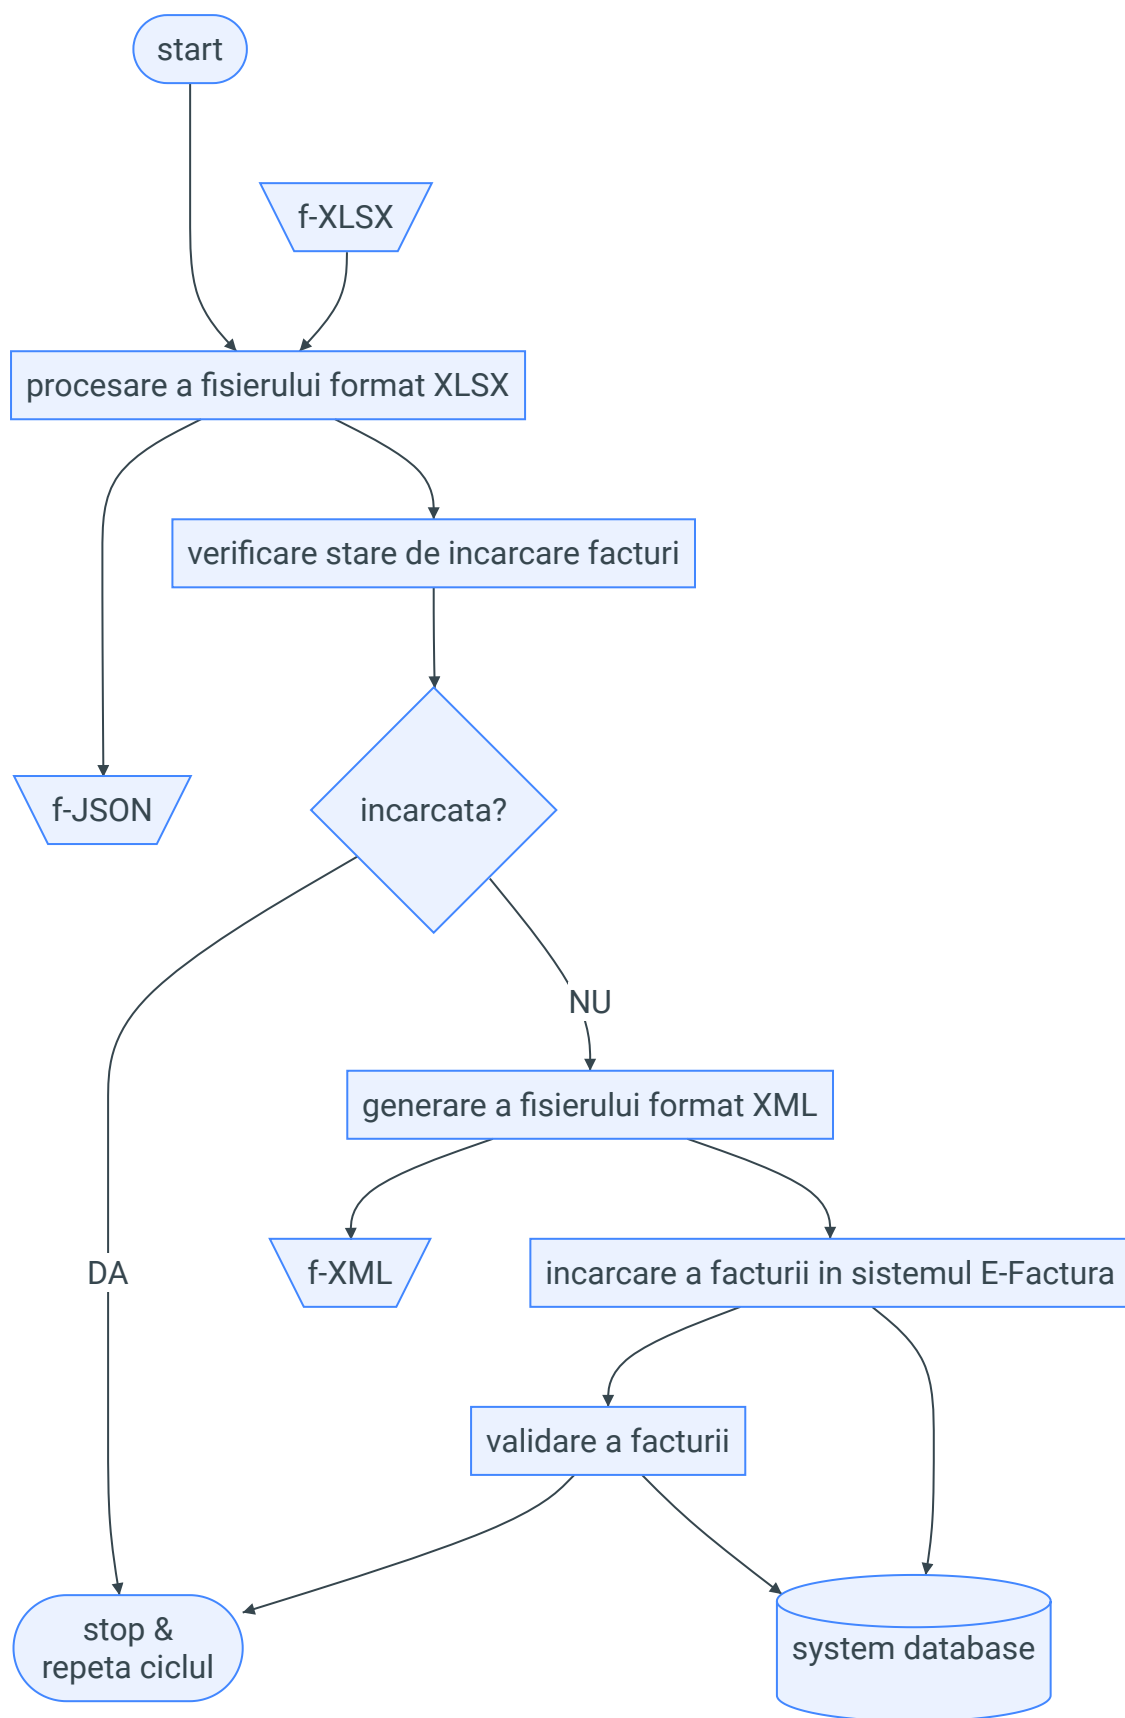 start
f-XLSX
procesare a fisierului format XLSX
verificare stare de incarcare facturi
f-JSON
incarcata?
NU
generare a fisierului format XML
DA
f-XML
incarcare a facturii in sistemul E-Factura
validare a facturii
stop &
repeta ciclul
system database